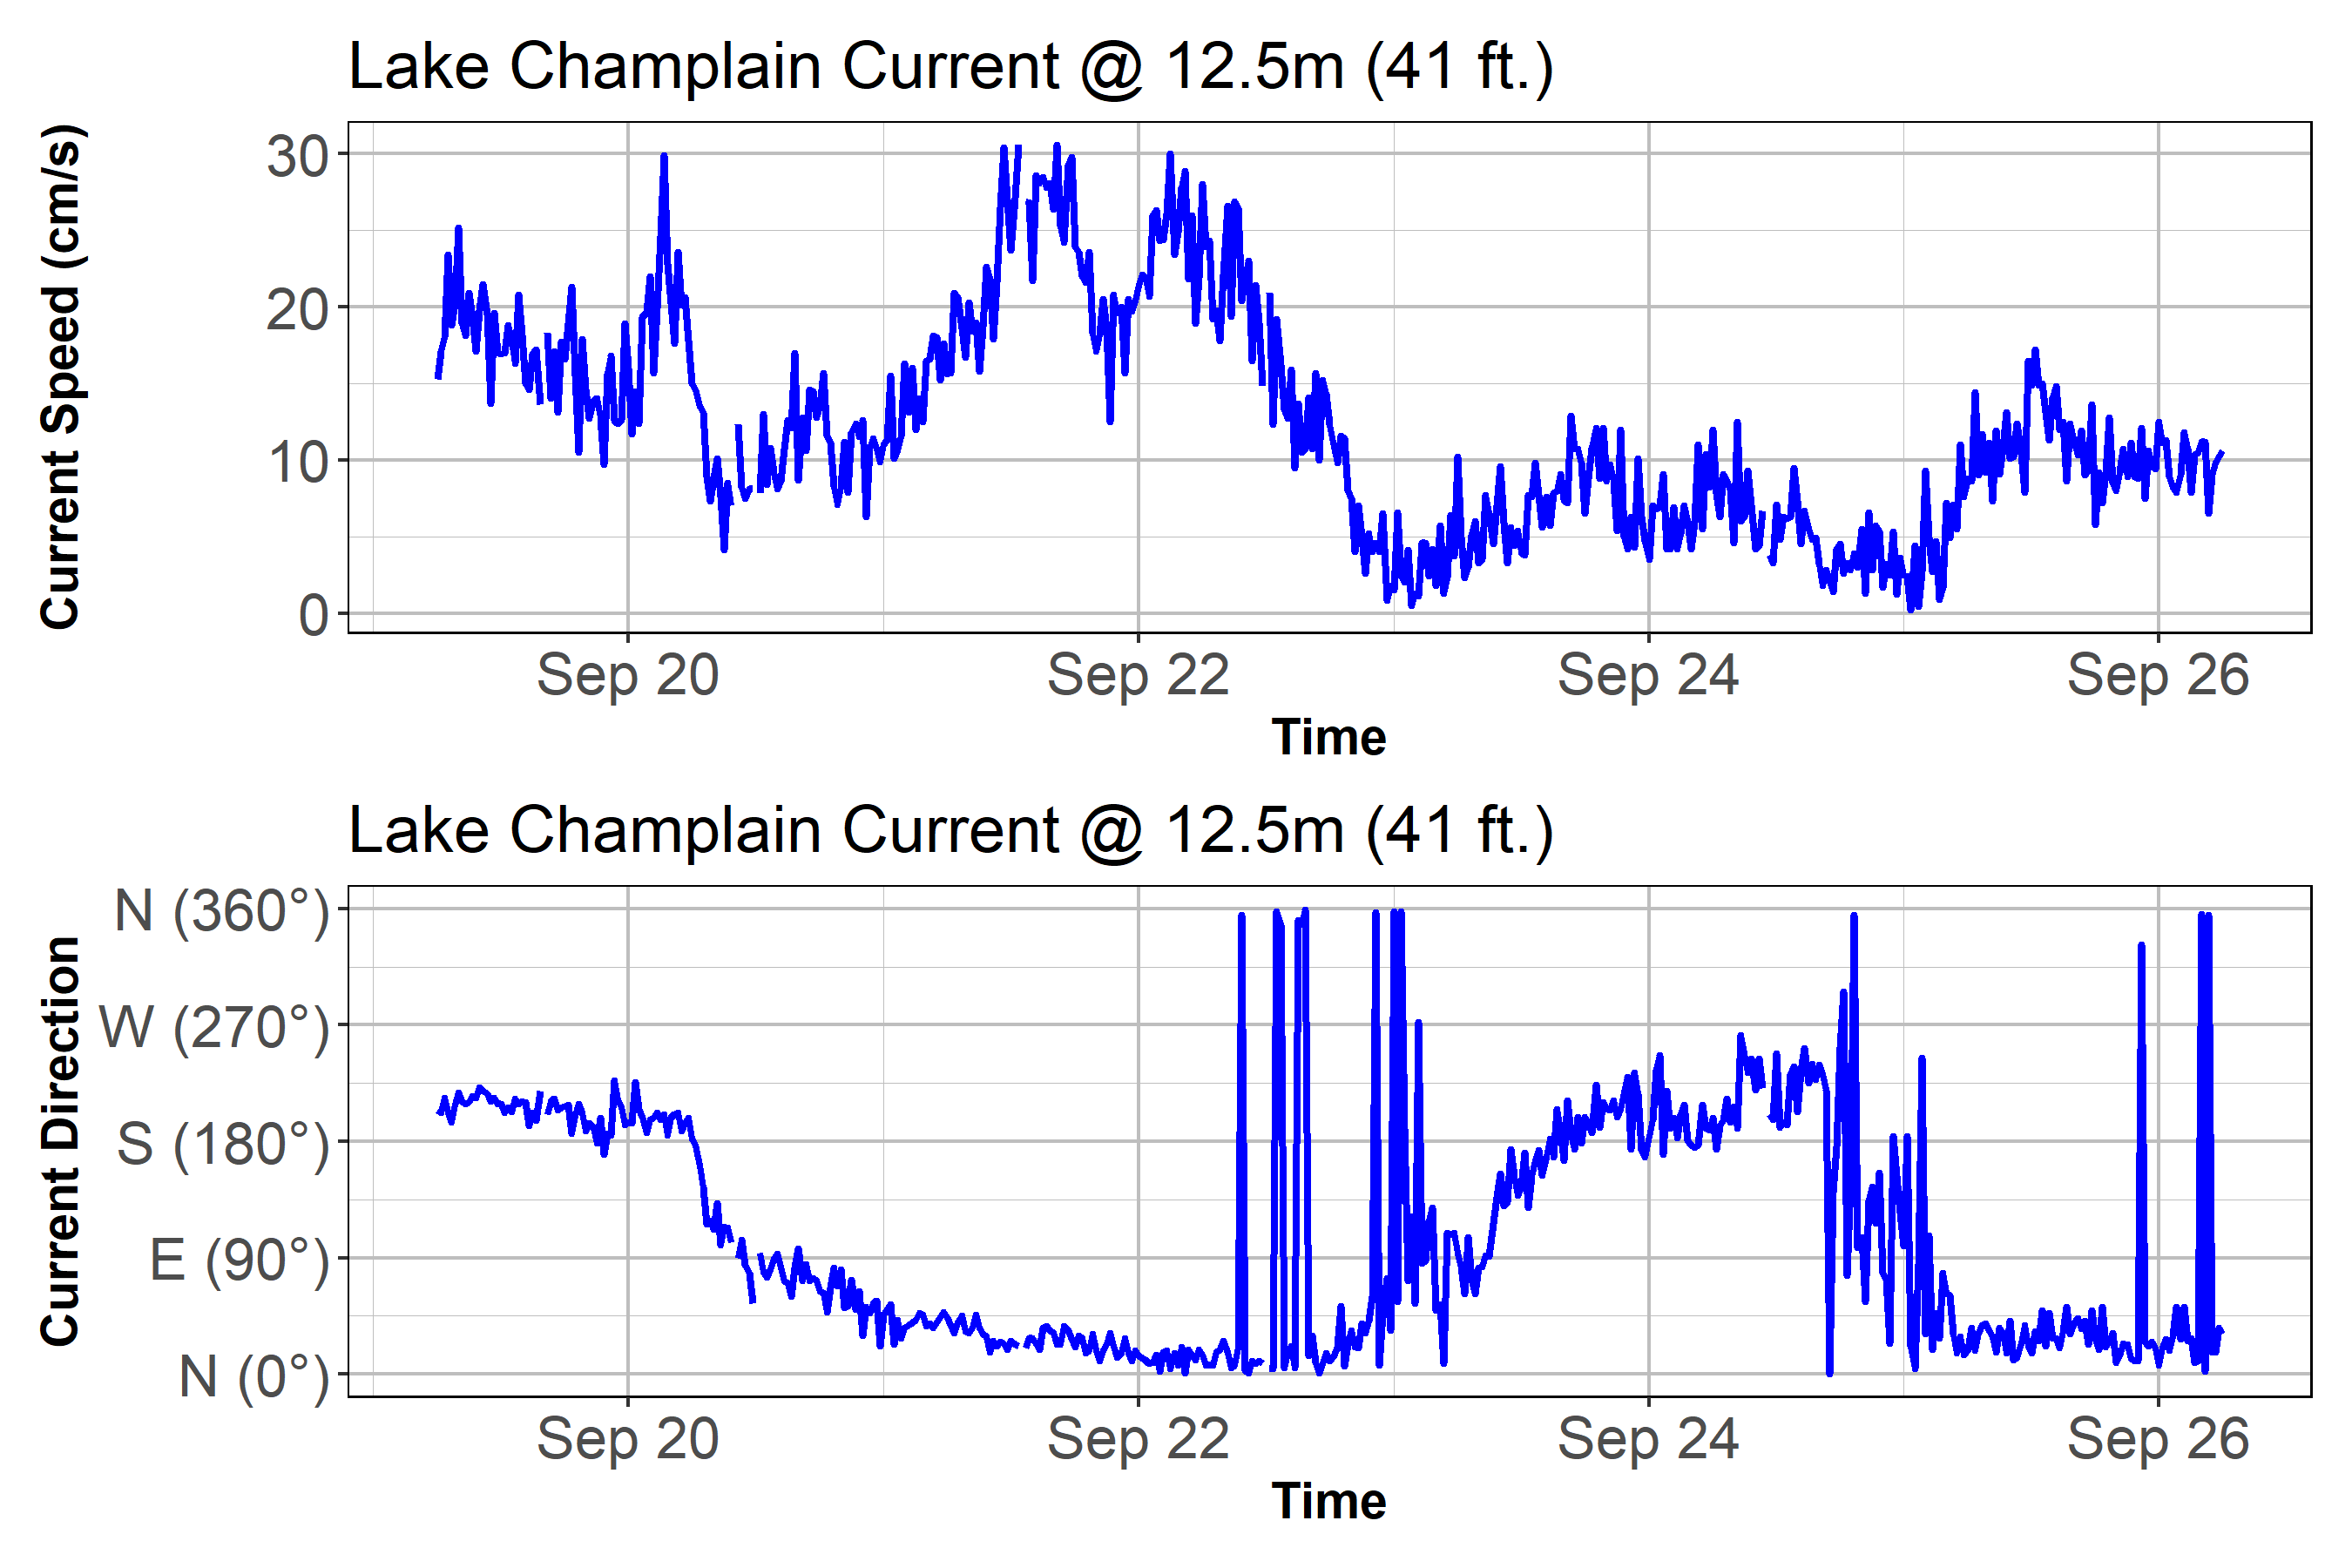 Lake Champlain Current @ 12.5m (41 ft.)
Current Speed (cm/s)
30
20
10
0
Sep 20 Sep 22 Sep 24 Sep 26
Time
Lake Champlain Current @ 12.5m (41 ft.)
Current Direction
N (360°)
W (270°)
S (180°)
E (90°)
N (0°)
Sep 20 Sep 22 Sep 24 Sep 26
Time